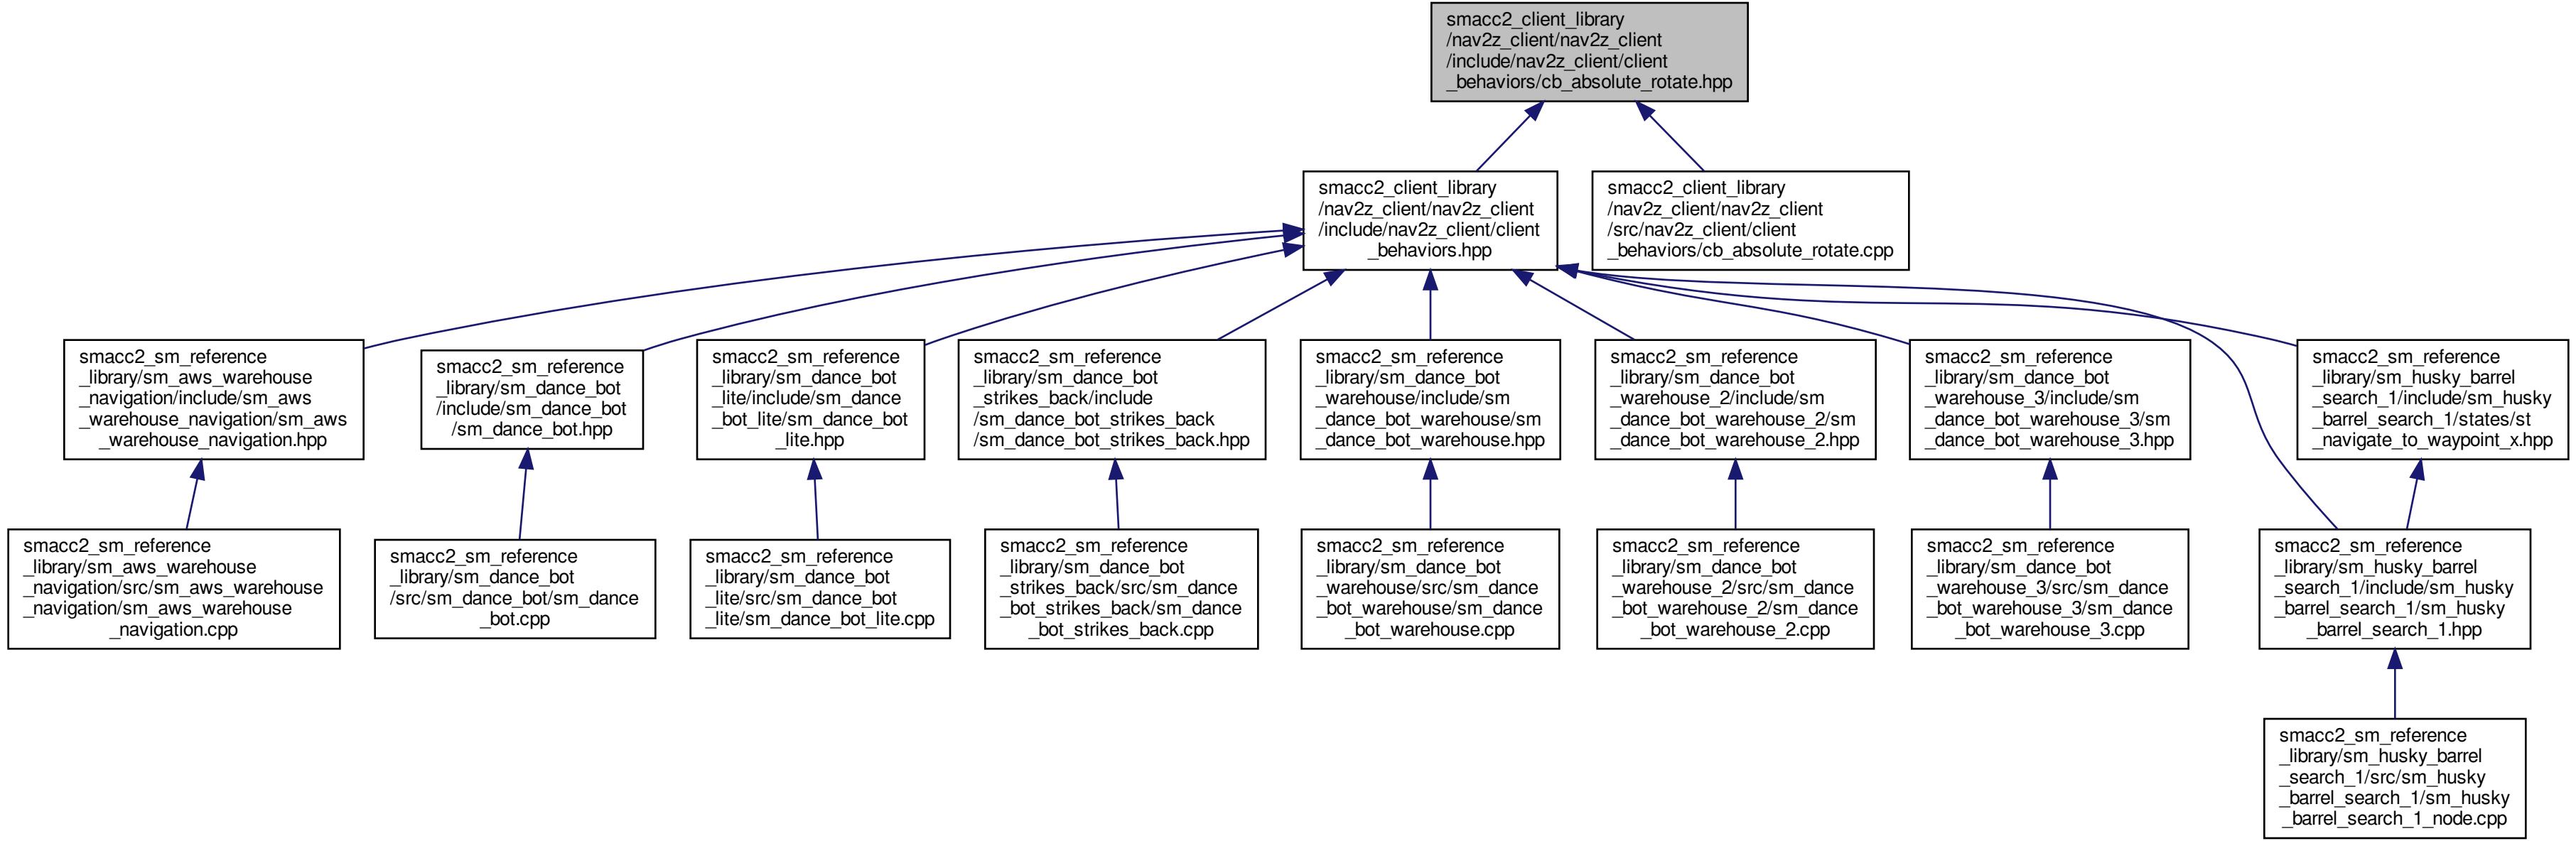 smacc2_client_library
/nav2z_client/nav2z_client
/include/nav2z_client/client
_behaviors/cb_absolute_rotate.hpp
smacc2_client_library
/nav2z_client/nav2z_client
/include/nav2z_client/client
_behaviors.hpp
smacc2_client_library
/nav2z_client/nav2z_client
/src/nav2z_client/client
_behaviors/cb_absolute_rotate.cpp
smacc2_sm_reference
_library/sm_aws_warehouse
_navigation/include/sm_aws
_warehouse_navigation/sm_aws
_warehouse_navigation.hpp
smacc2_sm_reference
_library/sm_dance_bot
/include/sm_dance_bot
/sm_dance_bot.hpp
smacc2_sm_reference
_library/sm_dance_bot
_lite/include/sm_dance
_bot_lite/sm_dance_bot
_lite.hpp
smacc2_sm_reference
_library/sm_dance_bot
_strikes_back/include
/sm_dance_bot_strikes_back
/sm_dance_bot_strikes_back.hpp
smacc2_sm_reference
_library/sm_dance_bot
_warehouse/include/sm
_dance_bot_warehouse/sm
_dance_bot_warehouse.hpp
smacc2_sm_reference
_library/sm_dance_bot
_warehouse_2/include/sm
_dance_bot_warehouse_2/sm
_dance_bot_warehouse_2.hpp
smacc2_sm_reference
_library/sm_dance_bot
_warehouse_3/include/sm
_dance_bot_warehouse_3/sm
_dance_bot_warehouse_3.hpp
smacc2_sm_reference
_library/sm_husky_barrel
_search_1/include/sm_husky
_barrel_search_1/states/st
_navigate_to_waypoint_x.hpp
smacc2_sm_reference
_library/sm_aws_warehouse
_navigation/src/sm_aws_warehouse
_navigation/sm_aws_warehouse
_navigation.cpp
smacc2_sm_reference
_library/sm_dance_bot
/src/sm_dance_bot/sm_dance
_bot.cpp
smacc2_sm_reference
_library/sm_dance_bot
_lite/src/sm_dance_bot
_lite/sm_dance_bot_lite.cpp
smacc2_sm_reference
_library/sm_dance_bot
_strikes_back/src/sm_dance
_bot_strikes_back/sm_dance
_bot_strikes_back.cpp
smacc2_sm_reference
_library/sm_dance_bot
_warehouse/src/sm_dance
_bot_warehouse/sm_dance
_bot_warehouse.cpp
smacc2_sm_reference
_library/sm_dance_bot
_warehouse_2/src/sm_dance
_bot_warehouse_2/sm_dance
_bot_warehouse_2.cpp
smacc2_sm_reference
_library/sm_dance_bot
_warehouse_3/src/sm_dance
_bot_warehouse_3/sm_dance
_bot_warehouse_3.cpp
smacc2_sm_reference
_library/sm_husky_barrel
_search_1/include/sm_husky
_barrel_search_1/sm_husky
_barrel_search_1.hpp
smacc2_sm_reference
_library/sm_husky_barrel
_search_1/src/sm_husky
_barrel_search_1/sm_husky
_barrel_search_1_node.cpp